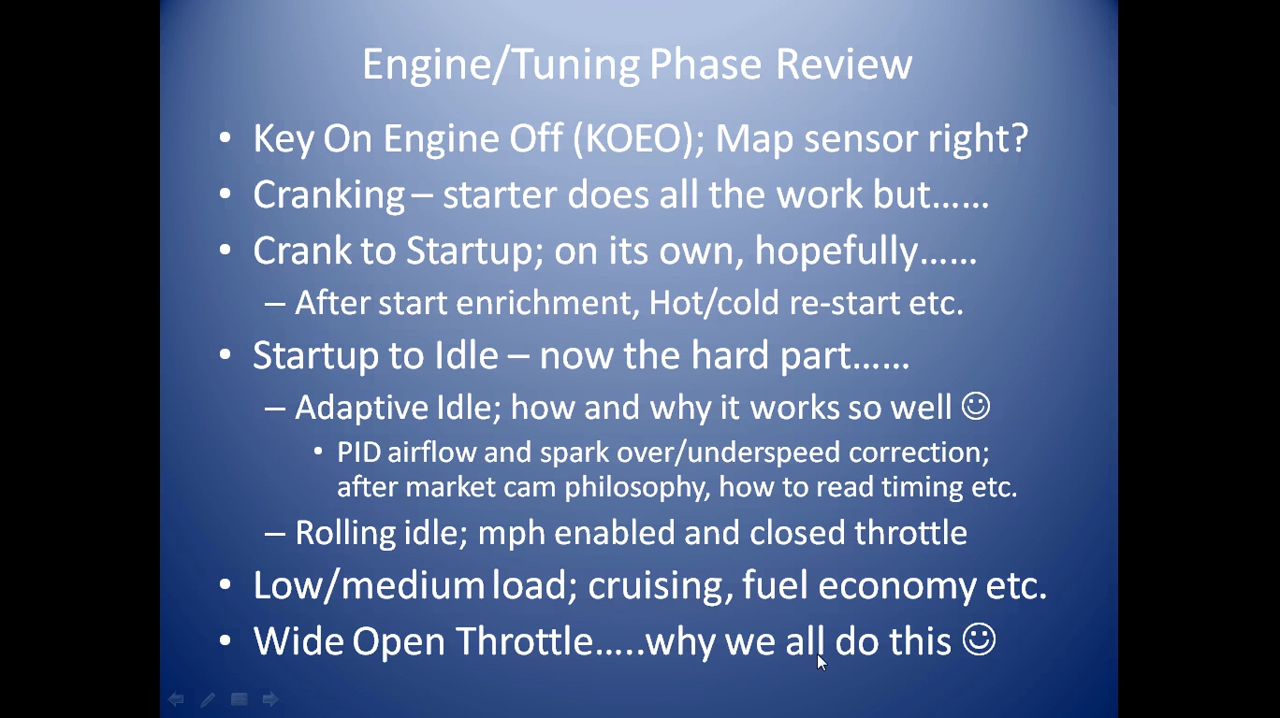 Engine/Tuning Phase Review
• Key On Engine Off (KOEO); Map sensor right?
• Cranking – starter does all the work but……
• Crank to Startup; on its own, hopefully……
– After start enrichment, Hot/cold re-start etc.
• Startup to Idle – now the hard part……
– Adaptive Idle; how and why it works so well ☺
• PID airflow and spark over/underspeed correction;
after market cam philosophy, how to read timing etc.
– Rolling idle; mph enabled and closed throttle
• Low/medium load; cruising, fuel economy etc.
• Wide Open Throttle…..why we all do this ☺